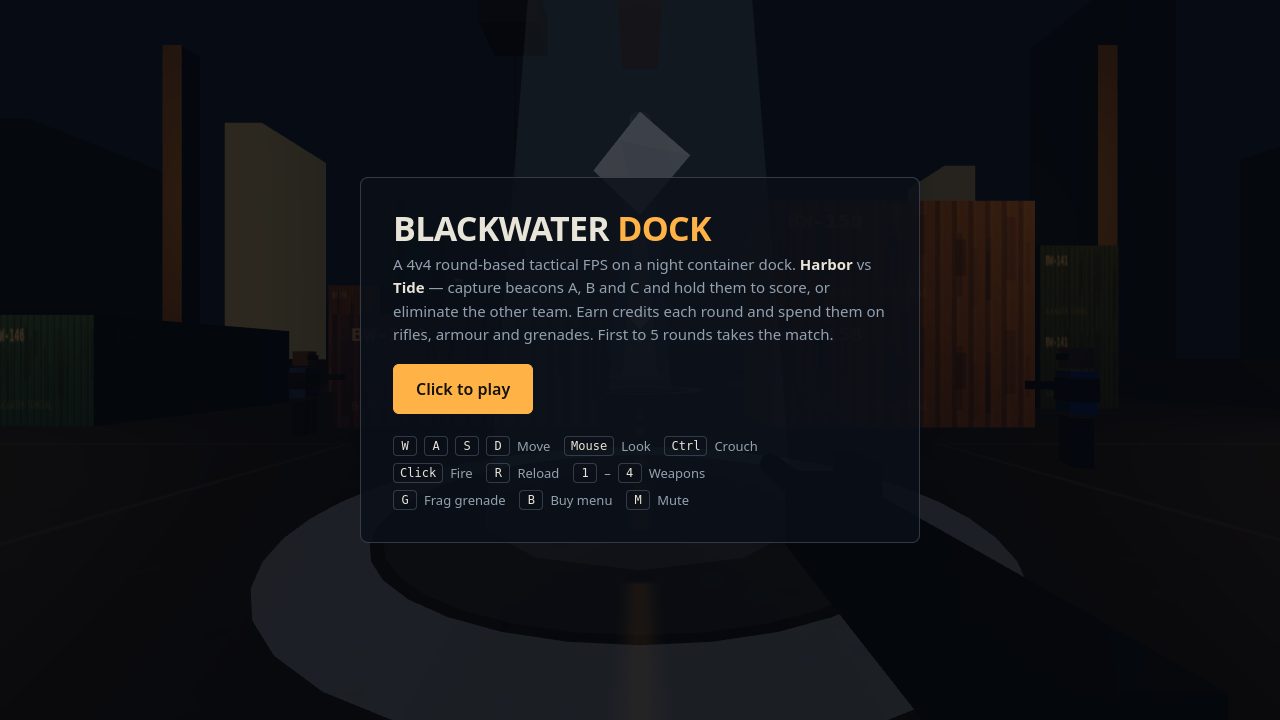 BLACKWATER DOCK
A 4v4 round-based tactical FPS on a night container dock. Harbor vs
Tide — capture beacons A, B and C and hold them to score, or
eliminate the other team. Earn credits each round and spend them on
rifles, armour and grenades. First to 5 rounds takes the match.
Click to play
W A S D Move Mouse Look Ctrl Crouch
Click Fire R Reload 1 – 4 Weapons
G Frag grenade B Buy menu M Mute
BW-141